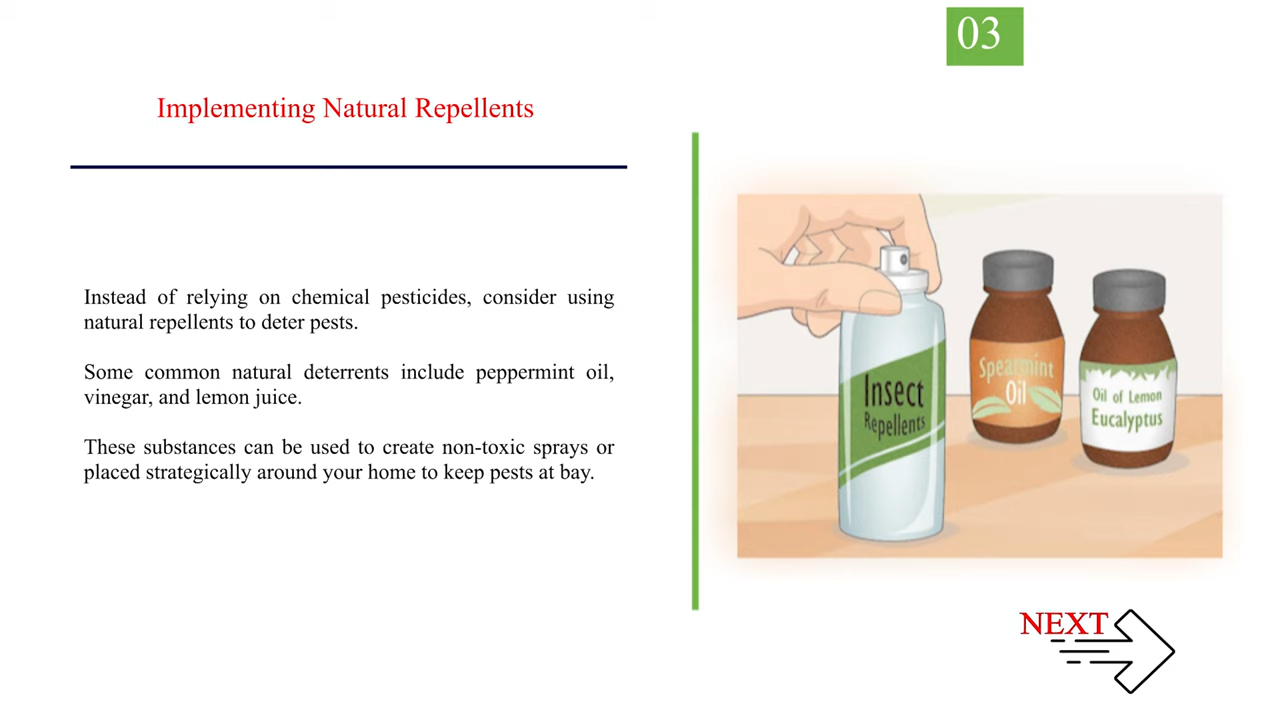 03
Implementing Natural Repellents
Instead of relying on chemical pesticides, consider using
natural repellents to deter pests.
Some common natural deterrents include peppermint oil,
vinegar, and lemon juice.
These substances can be used to create non-toxic sprays or
placed strategically around your home to keep pests at bay.
Insect
Repellents
Spearmint
Oil
Oil of Lemon
Eucalyptus
NEXT